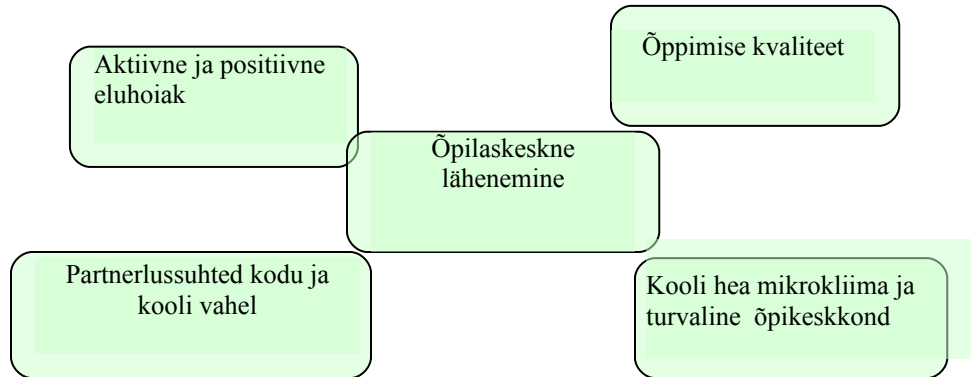 Aktiivne ja positiivne
eluhoiak
Õppimise kvaliteet
Õpilaskeskne
lähenemine
Partnerlussuhted kodu ja
kooli vahel
Kooli hea mikrokliima ja
turvaline õpikeskkond